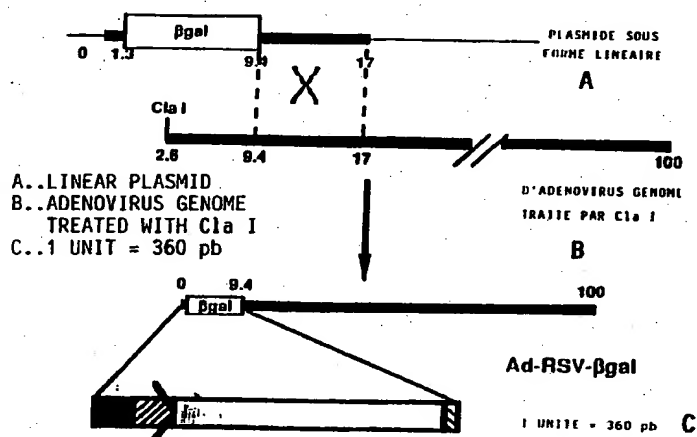 βgal
PLASMIDE SOUS
FORME LINEAIRE
0 1.3 9.4 17
A
Cla I
2.6 9.4 17 100
A..LINEAR PLASMID
B..ADENOVIRUS GENOME
TREATED WITH Cla I
C..1 UNIT = 360 pb
D'ADENOVIRUS GENOME
TRAITE PAR Cla I
B
0 9.4 100
βgal
Ad-RSV-βgal
1 UNITE = 360 pb C